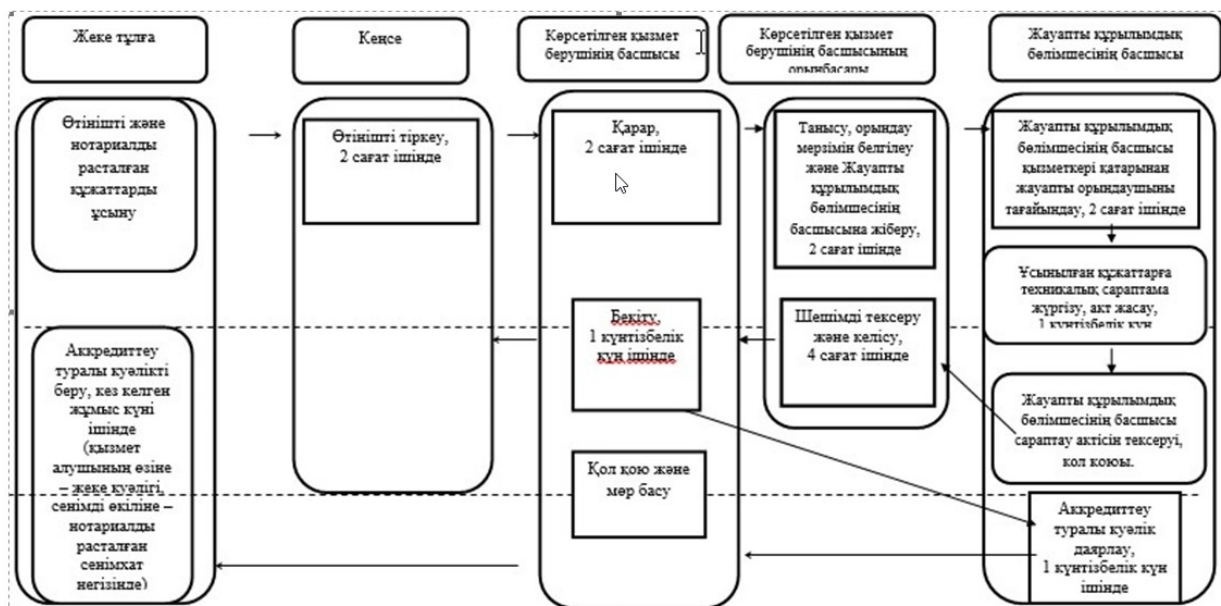 Жеке тұлға
Кеңсе
Көрсетілген қызмет
берушінің басшысы
Көрсетілген қызмет
берушінің басшысының
орынбасары
Жауапты құрылымдық
бөлімшесінің басшысы
Өтінішті және
нотариалды
расталған
құжаттарды
ұсыну
Өтінішті тіркеу,
2 сағат ішінде
Қарар,
2 сағат ішінде
Танысу, орындау
мерзімін белгілеу
және Жауапты
құрылымдық
бөлімшесінің
басшысына жіберу,
2 сағат ішінде
Жауапты құрылымдық
бөлімшесінің басшысы
қызметкері қатарынан
жауапты орындаушыны
тағайындау, 2 сағат ішінде
Ұсынылған құжаттарға
техникалық сараптама
жүргізу, акт жасау,
1 күнтізбелік күн
Бекіту,
1 күнтізбелік
күн ішінде
Шешімді тексеру
және келісу,
4 сағат ішінде
Аккредиттеу
туралы куәлікті
беру, кез келген
жұмыс күні
ішінде
(қызмет
алушының өзіне
– жеке куәлігі,
сенімді өкіліне –
нотариалды
расталған
сенімхат
негізінде)
Жауапты құрылымдық
бөлімшесінің басшысы
сараптау актісін тексеруі,
қол қоюы.
Қол қою және
мөр басу
Аккредиттеу
туралы куәлік
даярлау,
1 күнтізбелік күн
ішінде